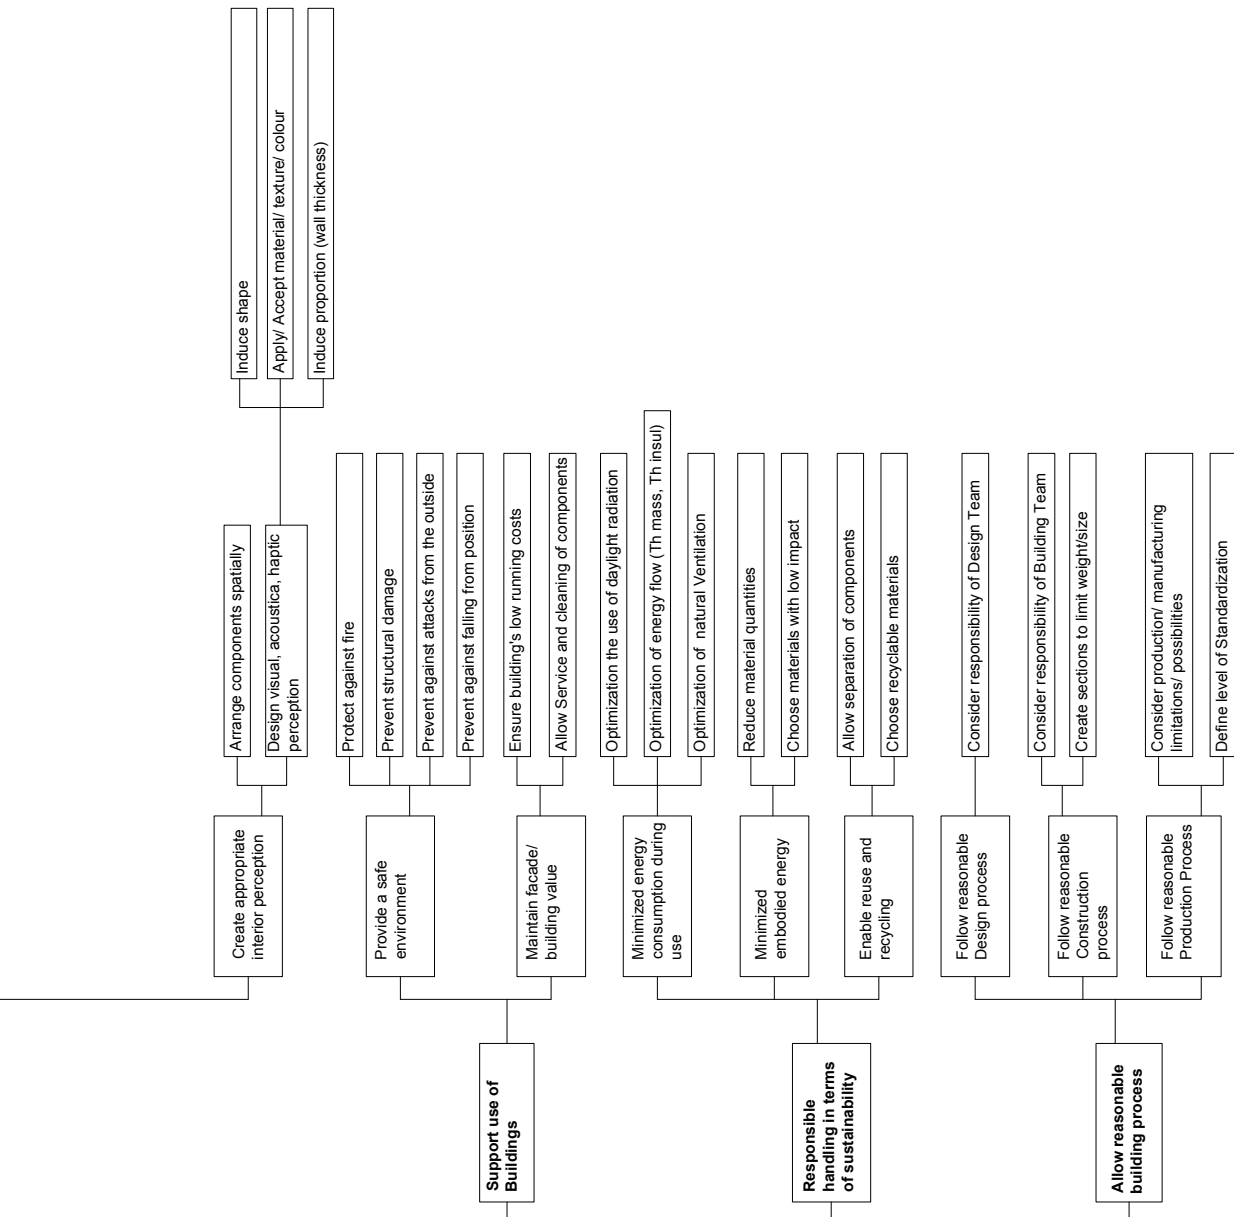 Induce shape
Apply/ Accept material/ texture/ colour
Induce proportion (wall thickness)
Arrange components spatially
Design visual, acoustica, haptic
perception
Protect against fire
Prevent structural damage
Prevent against attacks from the outside
Prevent against falling from position
Ensure building's low running costs
Allow Service and cleaning of components
Optimization the use of daylight radiation
Optimization of energy flow (Th mass, Th insul)
Optimization of natural Ventilation
Reduce material quantities
Choose materials with low impact
Allow separation of components
Choose recyclable materials
Consider responsibility of Design Team
Consider responsibility of Building Team
Create sections to limit weight/size
Consider production/ manufacturing
limitations/ possibilities
Define level of Standardization
Create appropriate
interior perception
Provide a safe
environment
Maintain facade/
building value
Minimized energy
consumption during
use
Minimized
embodied energy
Enable reuse and
recycling
Follow reasonable
Design process
Follow reasonable
Construction
process
Follow reasonable
Production Process
Support use of
Buildings
Responsible
handling in terms
of sustainability
Allow reasonable
building process